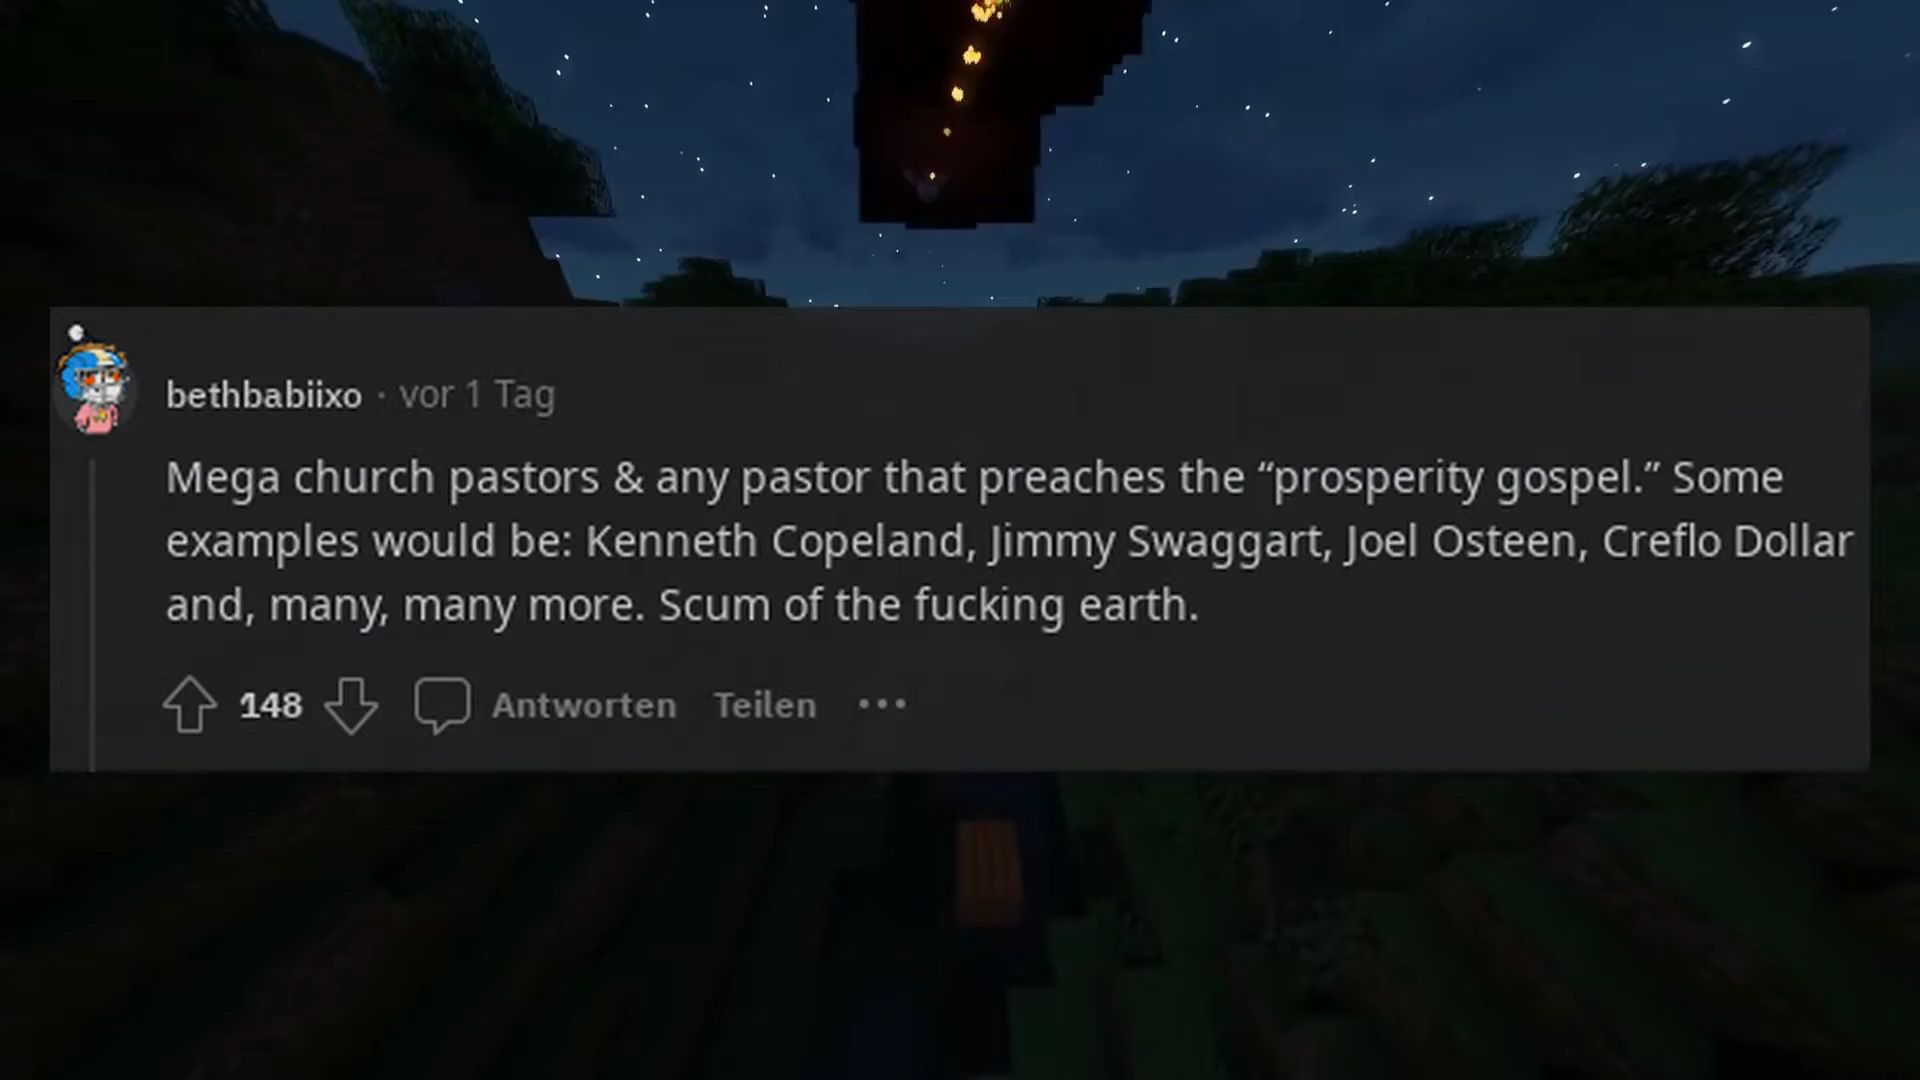 bethbabiixo · vor 1 Tag
Mega church pastors & any pastor that preaches the “prosperity gospel.” Some
examples would be: Kenneth Copeland, Jimmy Swaggart, Joel Osteen, Creflo Dollar
and, many, many more. Scum of the fucking earth.
148 Antworten Teilen ···